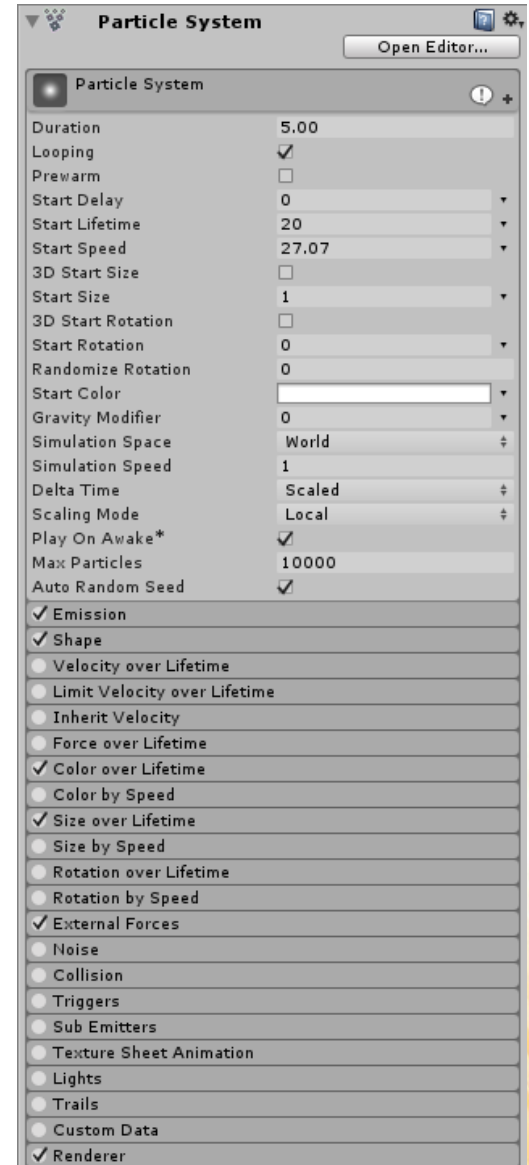 Particle System
Open Editor...
Particle System
Duration 5.00
Looping
Prewarm
Start Delay 0
Start Lifetime 20
Start Speed 27.07
3D Start Size
Start Size 1
3D Start Rotation
Start Rotation 0
Randomize Rotation 0
Start Color
Gravity Modifier 0
Simulation Space World
Simulation Speed 1
Delta Time Scaled
Scaling Mode Local
Play On Awake*
Max Particles 10000
Auto Random Seed
Emission
Shape
Velocity over Lifetime
Limit Velocity over Lifetime
Inherit Velocity
Force over Lifetime
Color over Lifetime
Color by Speed
Size over Lifetime
Size by Speed
Rotation over Lifetime
Rotation by Speed
External Forces
Noise
Collision
Triggers
Sub Emitters
Texture Sheet Animation
Lights
Trails
Custom Data
Renderer